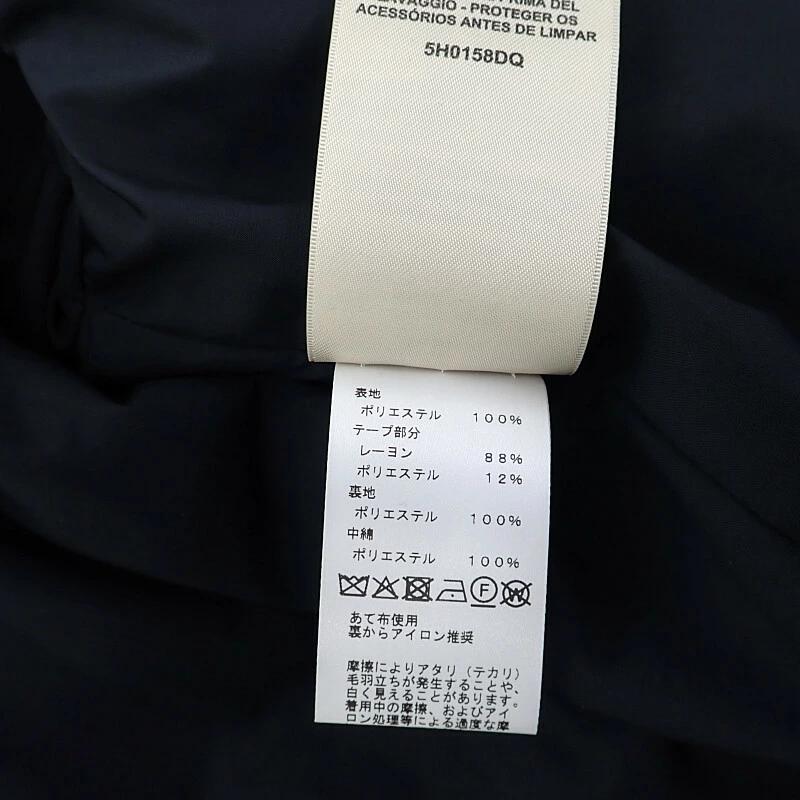 PRIMA DEL
LAVAGGIO - PROTEGER OS
ACESSÓRIOS ANTES DE LIMPAR
5H0158DQ
表地
ポリエステル 100%
テープ部分
レーヨン 88%
ポリエステル 12%
裏地
ポリエステル 100%
中綿
ポリエステル 100%
F W
あて布使用
裏からアイロン推奨
摩擦によりアタリ（テカリ）
毛羽立ちが発生することや、
白く見えることがあります。
着用中の摩擦、およびアイ
ロン処理等による過度な摩